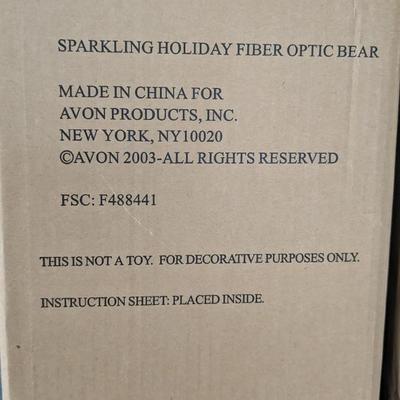 SPARKLING HOLIDAY FIBER OPTIC BEAR
MADE IN CHINA FOR
AVON PRODUCTS, INC.
NEW YORK, NY10020
©AVON 2003-ALL RIGHTS RESERVED
FSC: F488441
THIS IS NOT A TOY. FOR DECORATIVE PURPOSES ONLY.
INSTRUCTION SHEET: PLACED INSIDE.